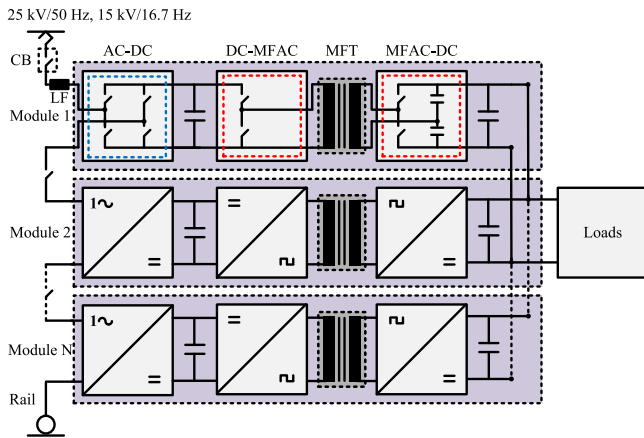 25 kV/50 Hz, 15 kV/16.7 Hz
AC-DC DC-MFAC MFT MFAC-DC
CB
LF
Module 1
Module 2
1~
Loads
Module N
1~
Rail